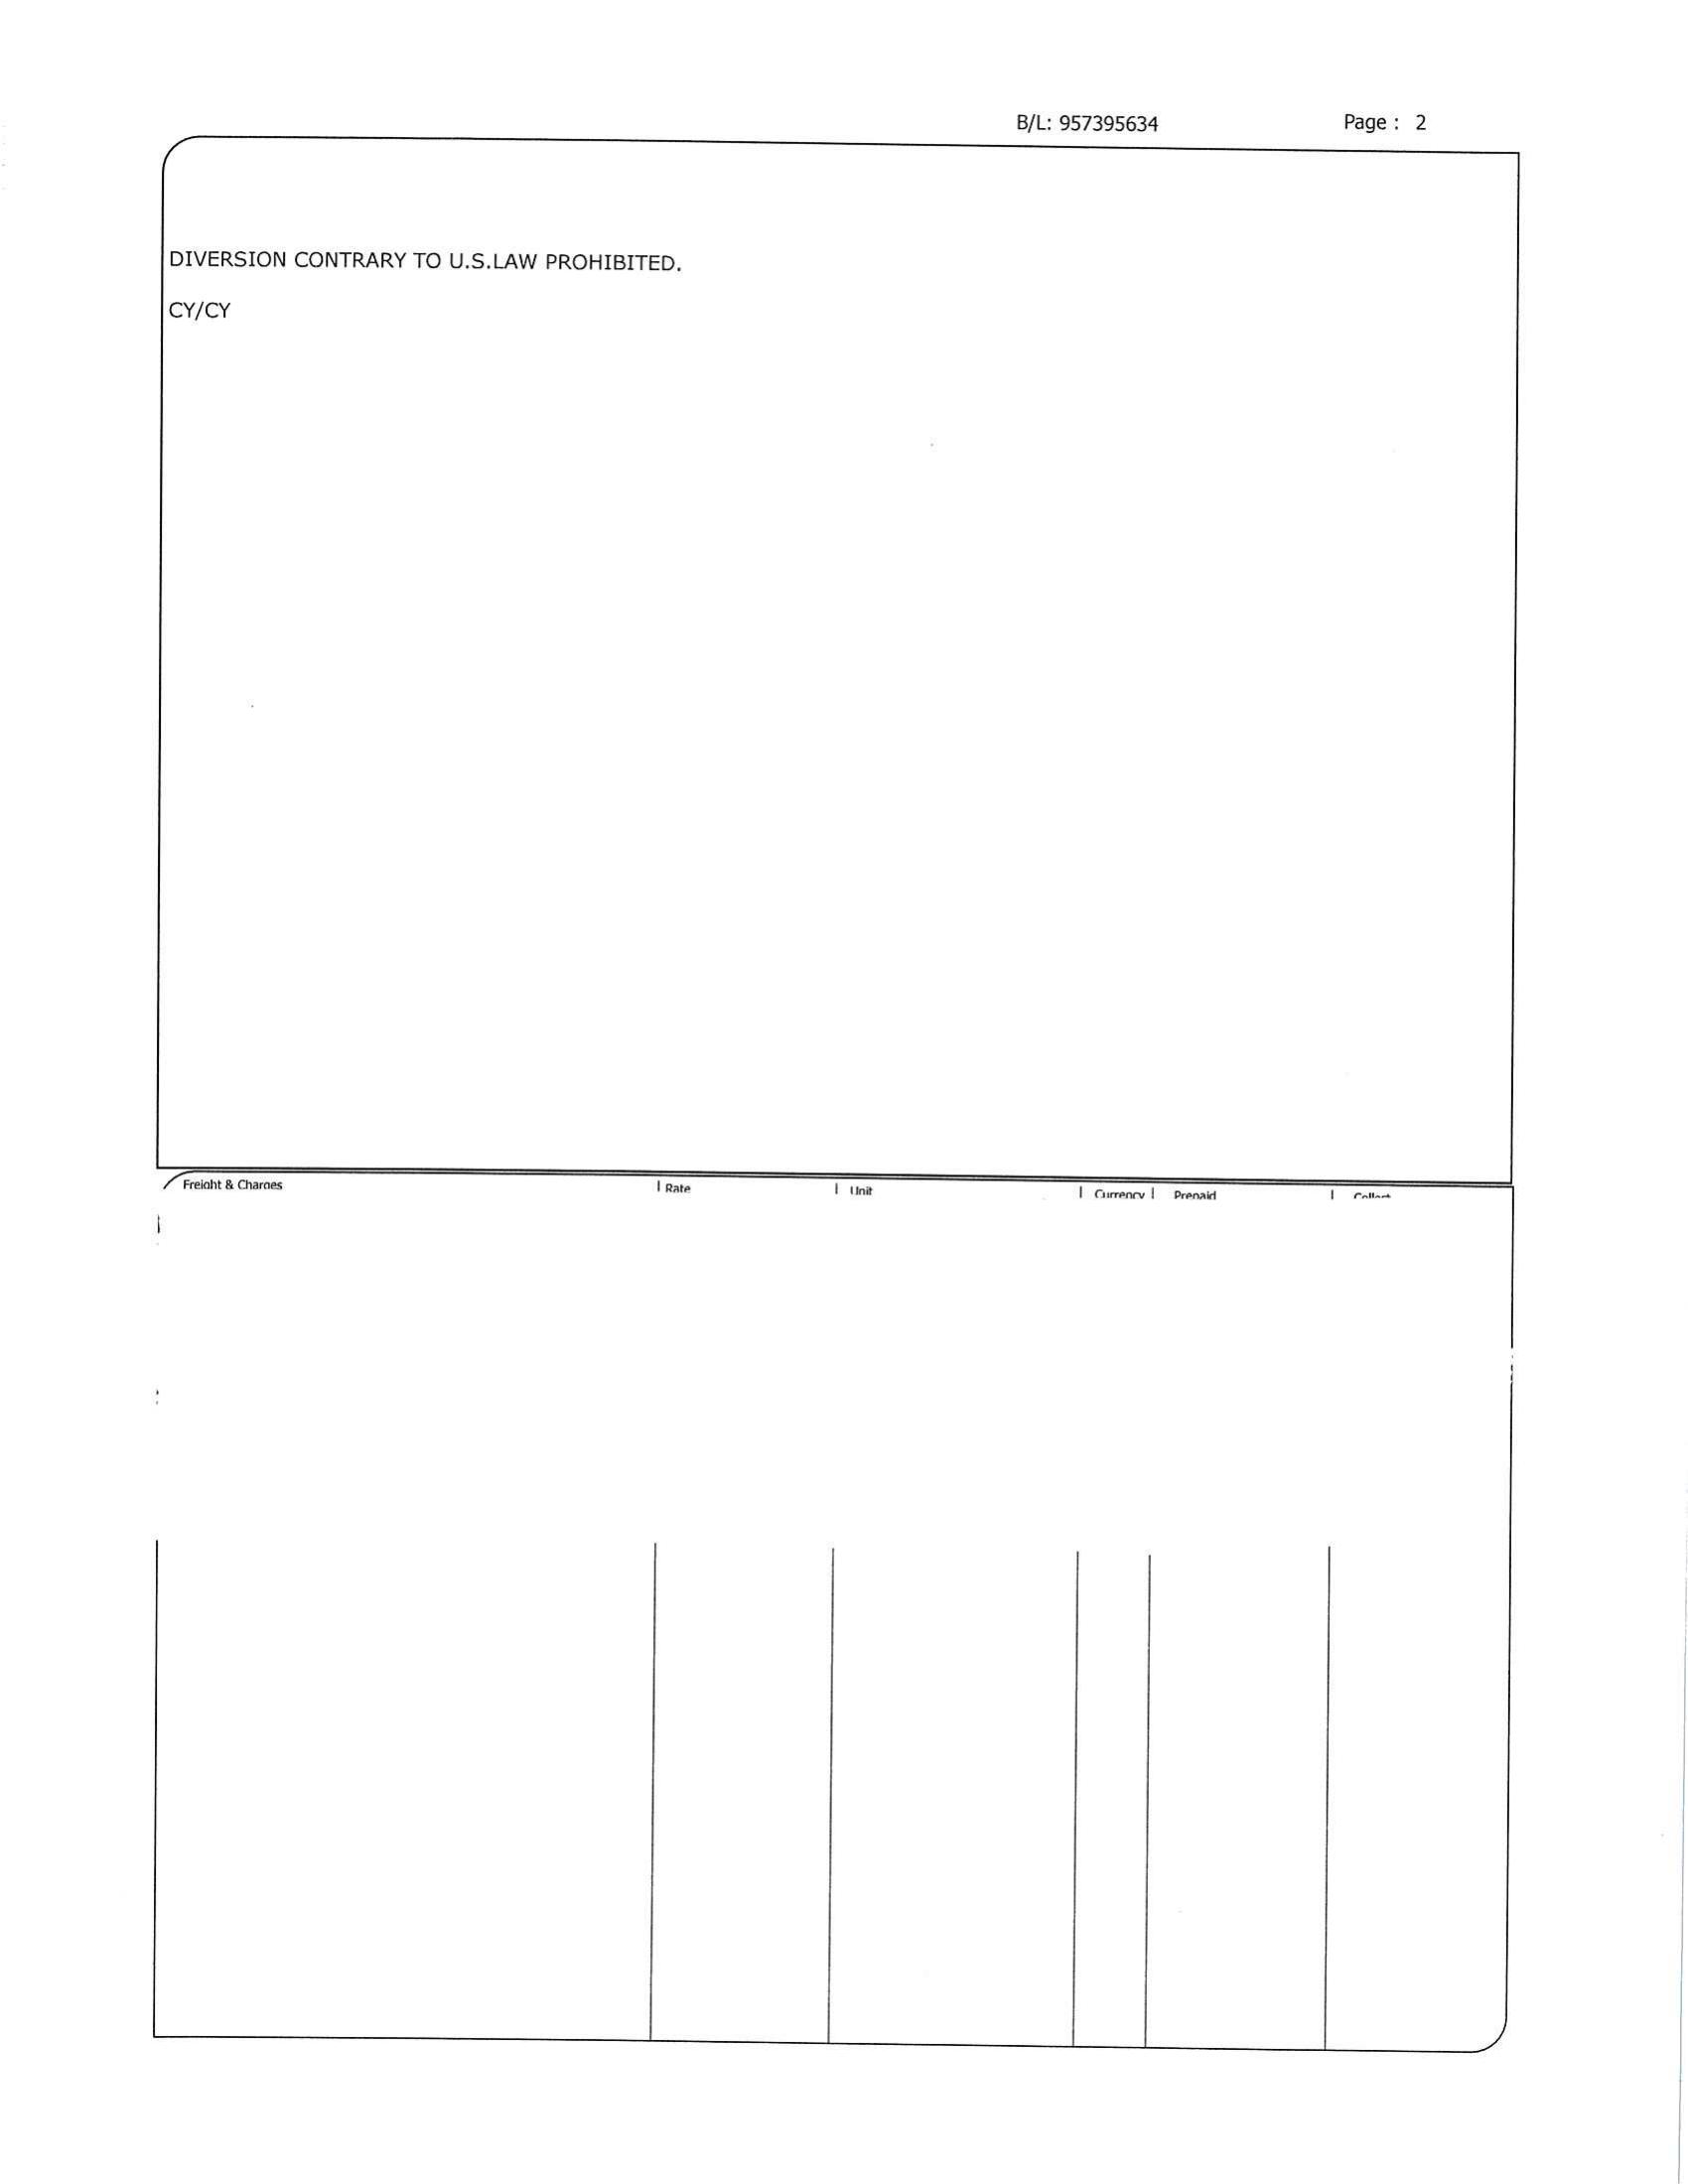 B/L: 957395634 Page : 2
DIVERSION CONTRARY TO U.S.LAW PROHIBITED.
CY/CY
Freight & Charges Rate Unit Currency Prepaid Collect